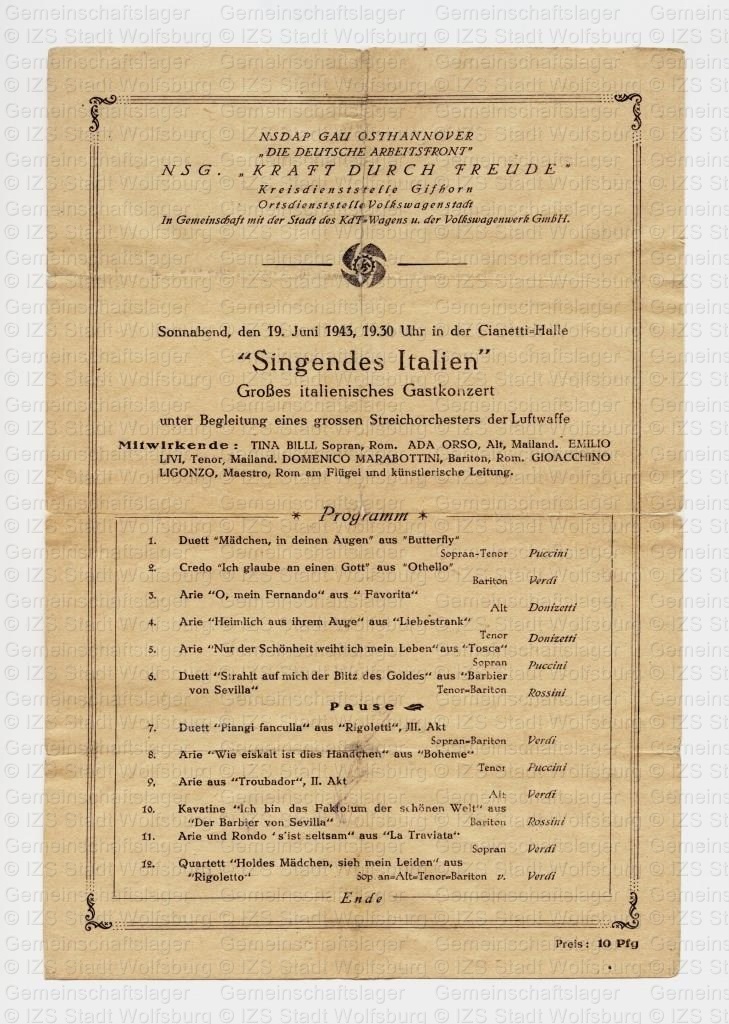 NSDAP GAU OSTHANNOVER
„DIE DEUTSCHE ARBEITSFRONT"
NSG. „KRAFT DURCH FREUDE"
Kreisdienststelle Gifhorn
Ortsdienststelle Volkswagenstadt
In Gemeinschaft mit der Stadt des KdF=Wagens u. der Volkswagenwerk GmbH.
Sonnabend, den 19. Juni 1943, 19.30 Uhr in der Cianetti=Halle
"Singendes Italien"
Großes italienisches Gastkonzert
unter Begleitung eines grossen Streichorchesters der Luftwaffe
Mitwirkende: TINA BILLI, Sopran, Rom. ADA ORSO, Alt, Mailand. EMILIO
LIVI, Tenor, Mailand. DOMENICO MARABOTTINI, Bariton, Rom. GIOACCHINO
LIGONZO, Maestro, Rom am Flügel und künstlerische Leitung.
* Programm *
1. Duett "Mädchen, in deinen Augen" aus "Butterfly"
Sopran-Tenor Puccini
2. Credo "Ich glaube an einen Gott" aus "Othello"
Bariton Verdi
3. Arie "O, mein Fernando" aus "Favorita"
Alt Donizetti
4. Arie "Heimlich aus ihrem Auge" aus "Liebestrank"
Tenor Donizetti
5. Arie "Nur der Schönheit weiht ich mein Leben" aus "Tosca"
Sopran Puccini
6. Duett "Strahlt auf mich der Blitz des Goldes" aus "Barbier
von Sevilla" Tenor=Bariton Rossini
Pause
7. Duett "Piangi fanculla" aus "Rigoletti", III. Akt
Sopran=Bariton Verdi
8. Arie "Wie eiskalt ist dies Händchen" aus "Boheme"
Tenor Puccini
9. Arie aus "Troubador", II. Akt
Alt Verdi
10. Kavatine "Ich bin das Faktotum der schönen Welt" aus
"Der Barbier von Sevilla" Bariton Rossini
11. Arie und Rondo 's'ist seltsam" aus "La Traviata"
Sopran Verdi
12. Quartett "Holdes Mädchen, sieh mein Leiden" aus
"Rigoletto" Sopran=Alt=Tenor=Bariton v. Verdi
Ende
Preis: 10 Pfg
Gemeinschaftslager
© IZS Stadt Wolfsburg